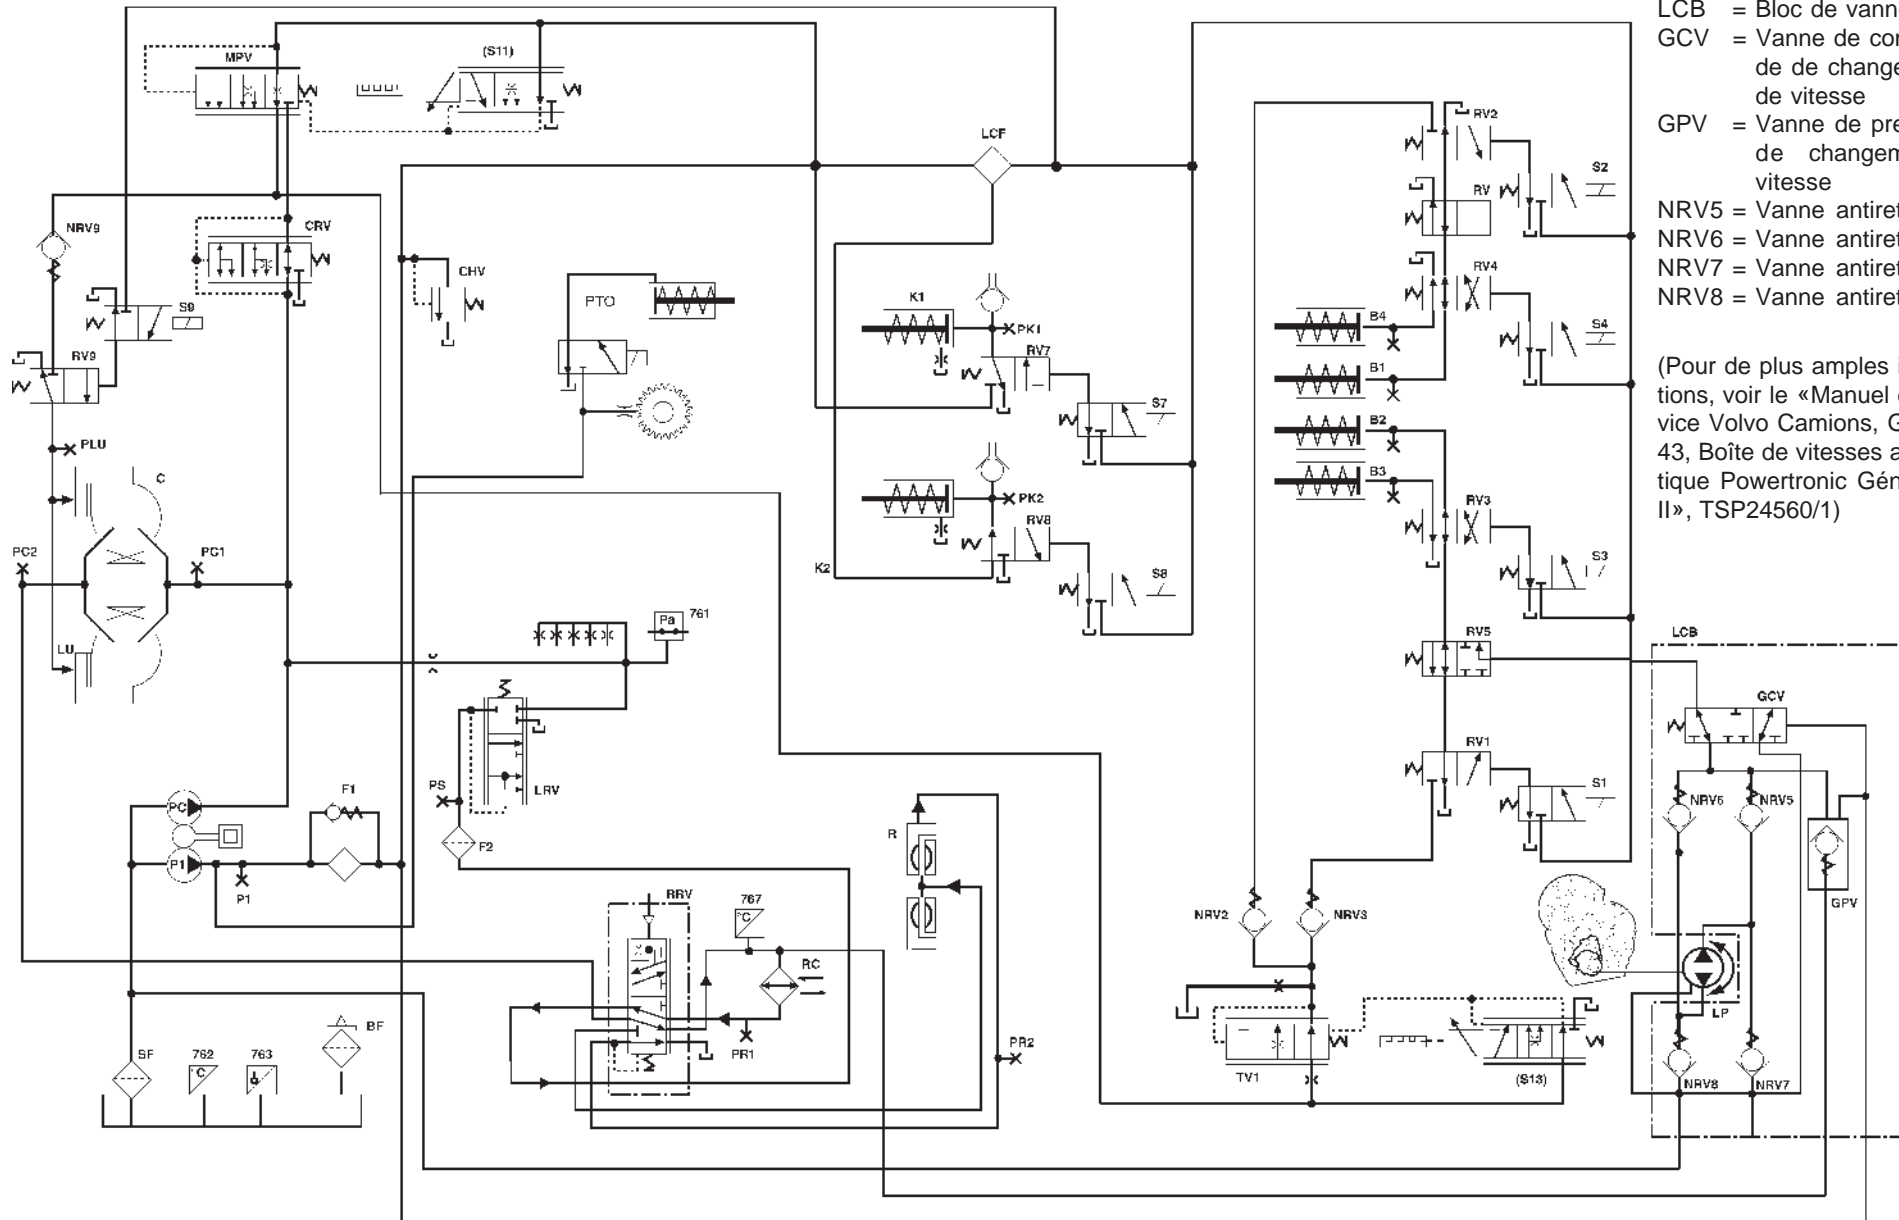 LCB = Bloc de vann
GCV = Vanne de co
de de change
de vitesse
GPV = Vanne de pre
de changem
vitesse
NRV5 = Vanne antiret
NRV6 = Vanne antiret
NRV7 = Vanne antiret
NRV8 = Vanne antiret
(Pour de plus amples
tions, voir le «Manuel
vice Volvo Camions, G
43, Boîte de vitesses a
tique Powertronic Gén
II», TSP24560/1)
MPV
(S11)
LCF
RV2
S2
RV
NRV9
CRV
CHV
RV4
S9
PTO
K1
PK1
B4
S4
RV9
RV7
B1
S7
B2
PLU
C
PK2
B3
RV3
RV8
PC2
PC1
K2
S8
S3
LU
Pa
761
RV5
LCB
GCV
RV1
PS
LRV
S1
PC
F1
NRV6
NRV5
F2
R
P1
P1
GPV
RRV
767
°C
NRV2
NRV3
RC
LP
BF
SF
762
763
C
PR1
PR2
TV1
(S13)
NRV8
NRV7